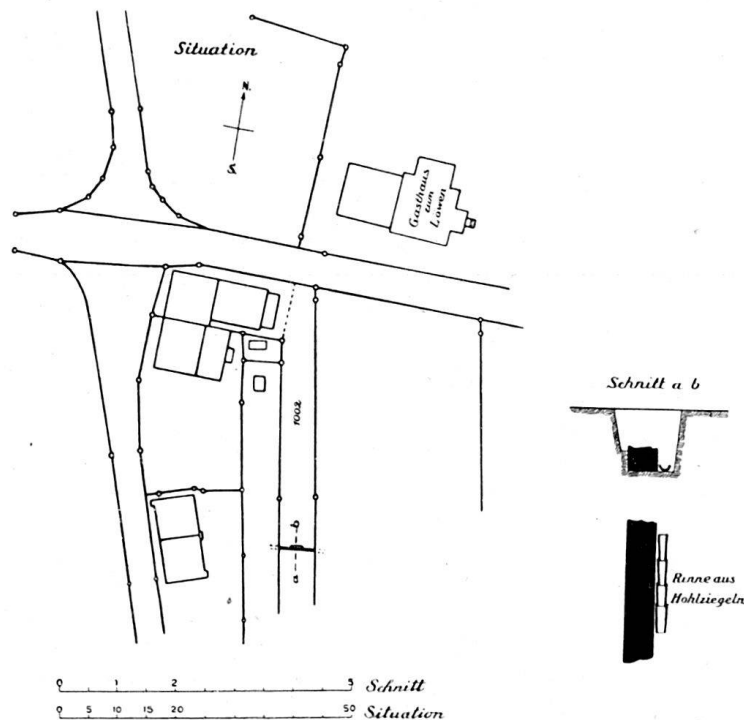 Situation
N.
S.
Gasthaus
zum
Löwen
1002
a b
Schnitt a b
Rinne aus
Hohlziegeln
0 1 2 5 Schnitt
0 5 10 15 20 50 Situation